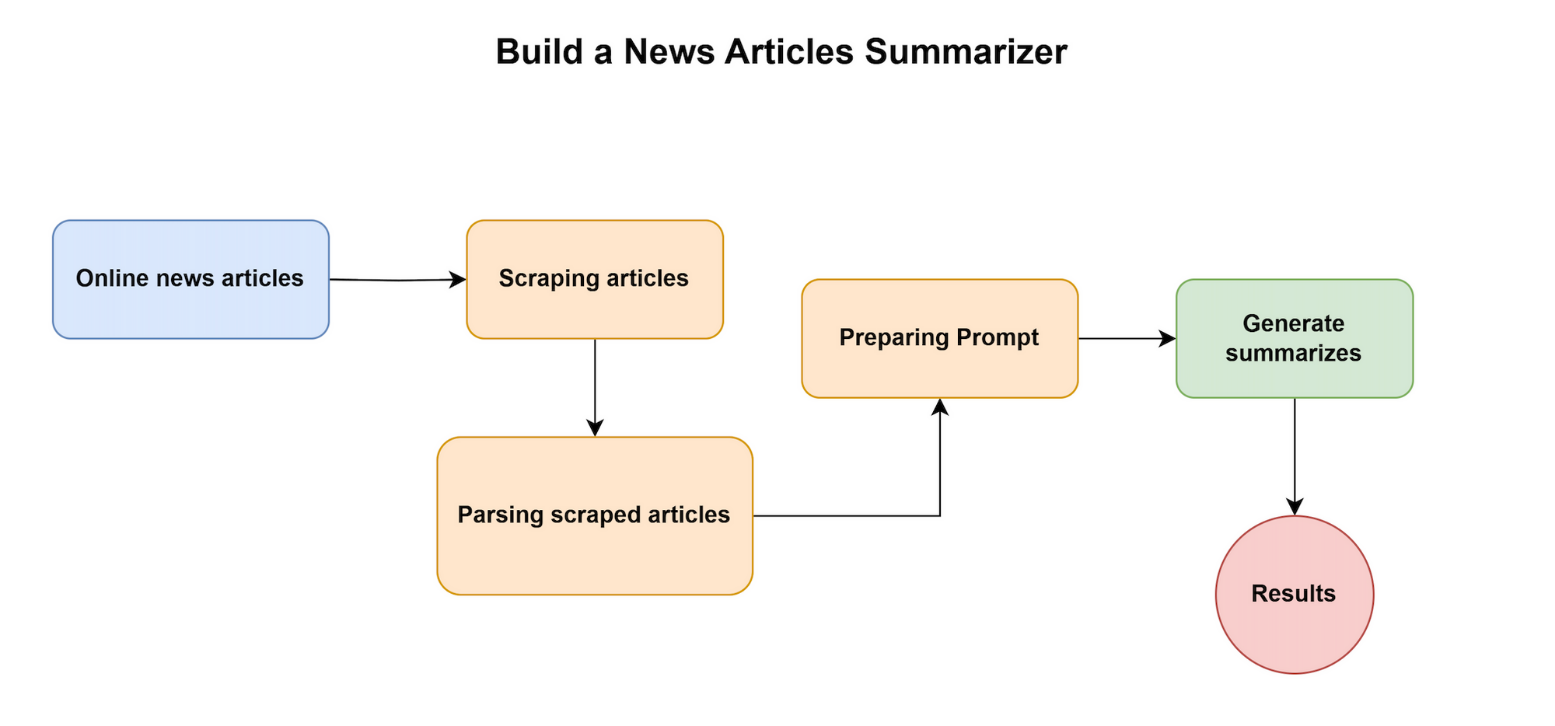 Build a News Articles Summarizer
Online news articles
Scraping articles
Parsing scraped articles
Preparing Prompt
Generate
summarizes
Results